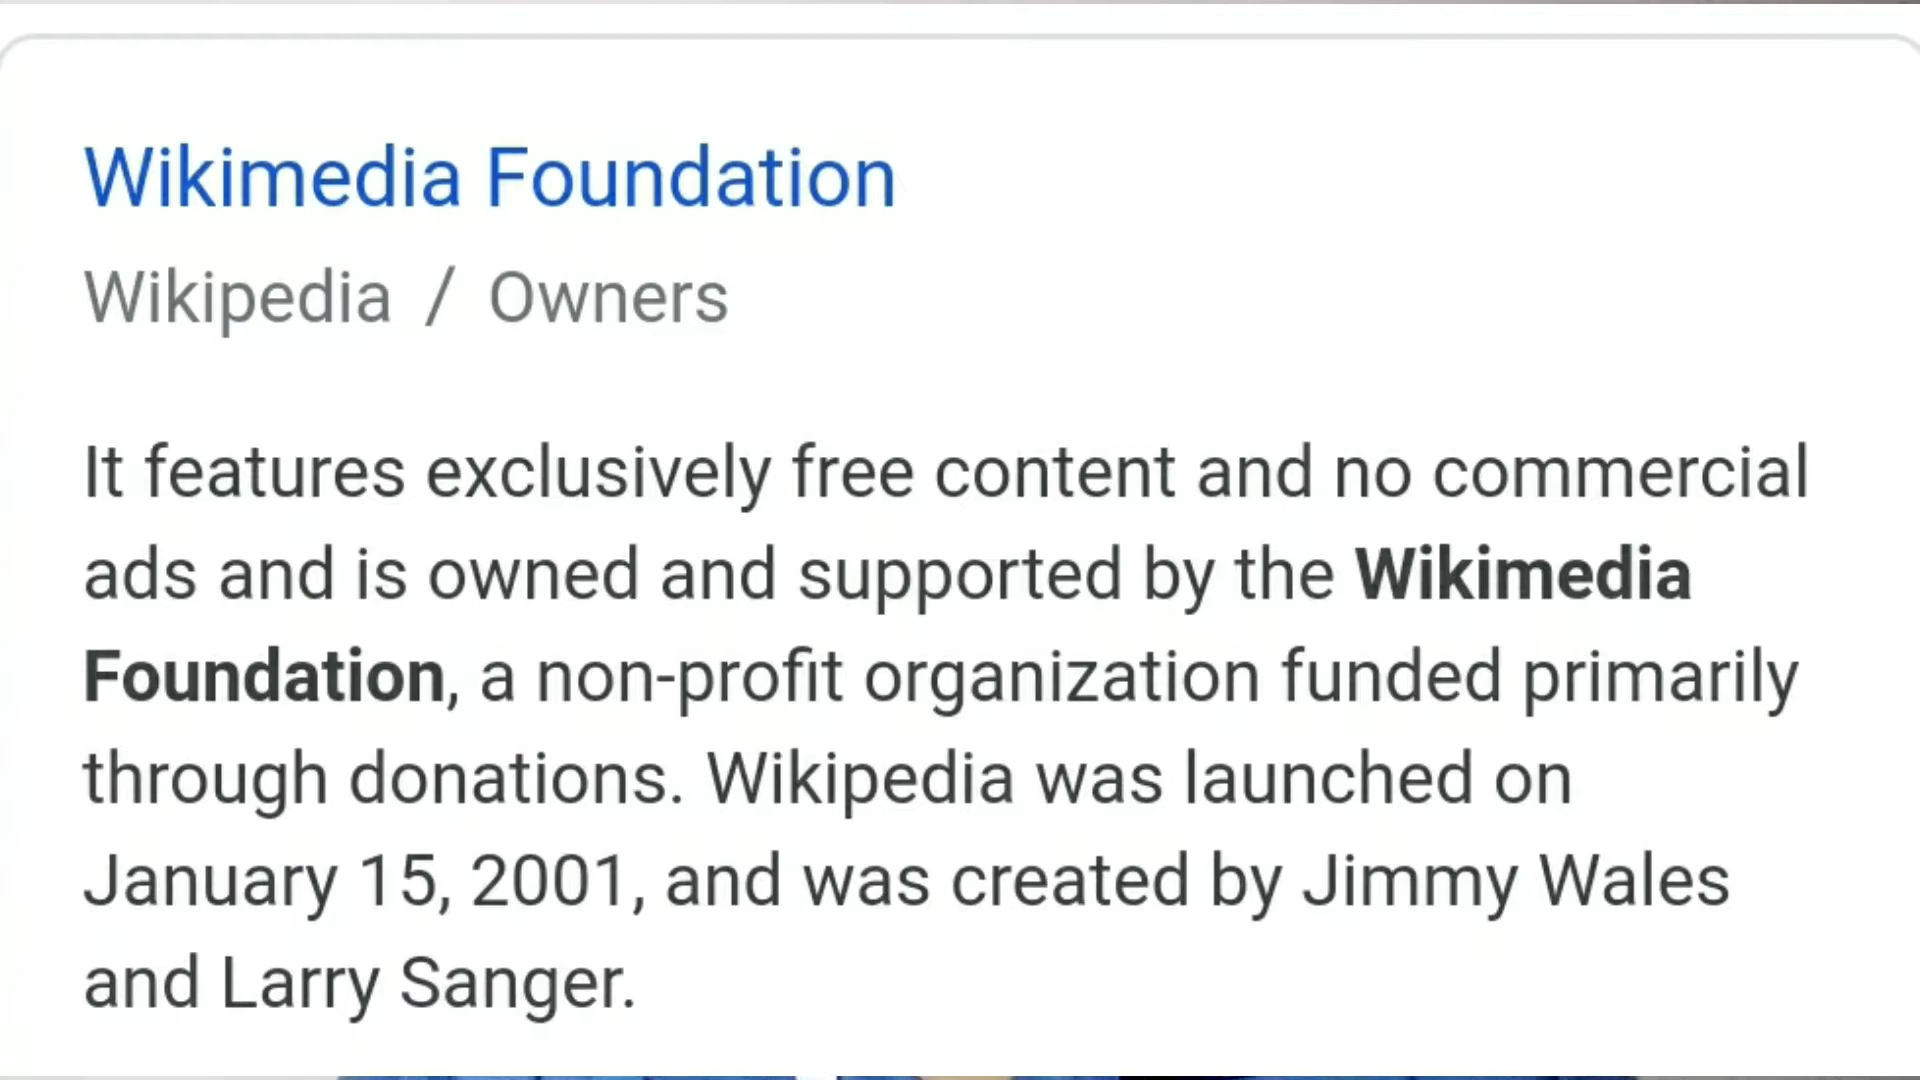 Wikimedia Foundation
Wikipedia / Owners
It features exclusively free content and no commercial
ads and is owned and supported by the Wikimedia
Foundation, a non-profit organization funded primarily
through donations. Wikipedia was launched on
January 15, 2001, and was created by Jimmy Wales
and Larry Sanger.